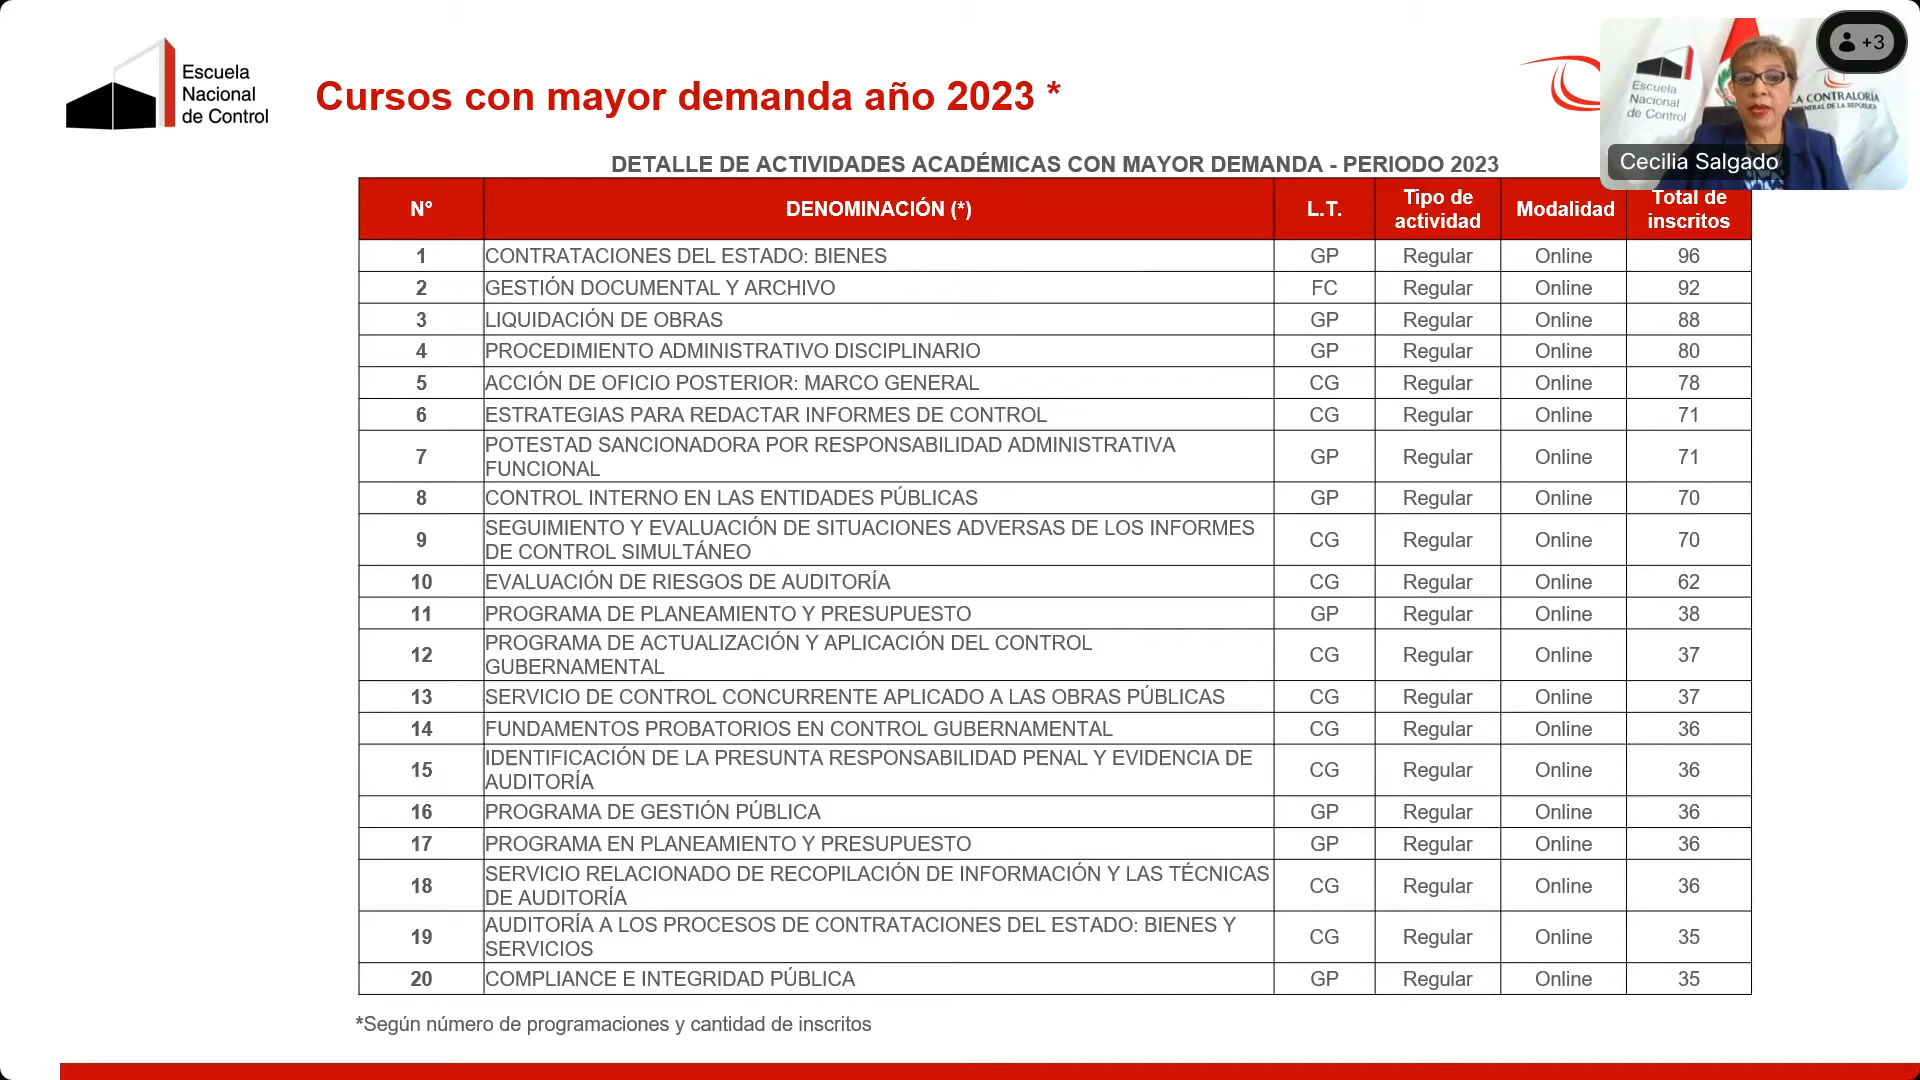 Escuela
Nacional
de Control
Cursos con mayor demanda año 2023 *
+3
Escuela
Nacional
de Control
LA CONTRALORÍA
GENERAL DE LA REPÚBLICA
Cecilia Salgado
DETALLE DE ACTIVIDADES ACADÉMICAS CON MAYOR DEMANDA - PERIODO 2023
N° DENOMINACIÓN (*) L.T. Tipo de actividad Modalidad Total de inscritos
1 CONTRATACIONES DEL ESTADO: BIENES GP Regular Online 96
2 GESTIÓN DOCUMENTAL Y ARCHIVO FC Regular Online 92
3 LIQUIDACIÓN DE OBRAS GP Regular Online 88
4 PROCEDIMIENTO ADMINISTRATIVO DISCIPLINARIO GP Regular Online 80
5 ACCIÓN DE OFICIO POSTERIOR: MARCO GENERAL CG Regular Online 78
6 ESTRATEGIAS PARA REDACTAR INFORMES DE CONTROL CG Regular Online 71
7 POTESTAD SANCIONADORA POR RESPONSABILIDAD ADMINISTRATIVA
FUNCIONAL GP Regular Online 71
8 CONTROL INTERNO EN LAS ENTIDADES PÚBLICAS GP Regular Online 70
9 SEGUIMIENTO Y EVALUACIÓN DE SITUACIONES ADVERSAS DE LOS INFORMES
DE CONTROL SIMULTÁNEO CG Regular Online 70
10 EVALUACIÓN DE RIESGOS DE AUDITORÍA CG Regular Online 62
11 PROGRAMA DE PLANEAMIENTO Y PRESUPUESTO GP Regular Online 38
12 PROGRAMA DE ACTUALIZACIÓN Y APLICACIÓN DEL CONTROL
GUBERNAMENTAL CG Regular Online 37
13 SERVICIO DE CONTROL CONCURRENTE APLICADO A LAS OBRAS PÚBLICAS CG Regular Online 37
14 FUNDAMENTOS PROBATORIOS EN CONTROL GUBERNAMENTAL CG Regular Online 36
15 IDENTIFICACIÓN DE LA PRESUNTA RESPONSABILIDAD PENAL Y EVIDENCIA DE
AUDITORÍA CG Regular Online 36
16 PROGRAMA DE GESTIÓN PÚBLICA GP Regular Online 36
17 PROGRAMA EN PLANEAMIENTO Y PRESUPUESTO GP Regular Online 36
18 SERVICIO RELACIONADO DE RECOPILACIÓN DE INFORMACIÓN Y LAS TÉCNICAS
DE AUDITORÍA CG Regular Online 36
19 AUDITORÍA A LOS PROCESOS DE CONTRATACIONES DEL ESTADO: BIENES Y
SERVICIOS CG Regular Online 35
20 COMPLIANCE E INTEGRIDAD PÚBLICA GP Regular Online 35
*Según número de programaciones y cantidad de inscritos